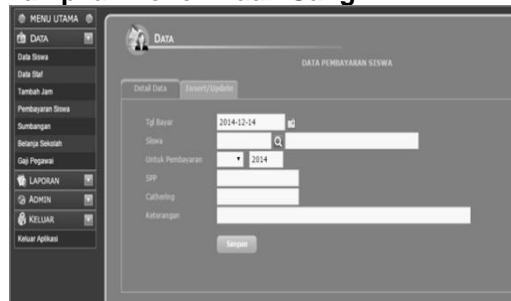 MENU UTAMA
DATA
Data Siswa
Data Staf
Tambah Jam
Pembayaran Siswa
Sumbangan
Belanja Sekolah
Gaji Pegawai
LAPORAN
ADMIN
KELUAR
Keluar Aplikasi
DATA
DATA PEMBAYARAN SISWA
Detail Data
Insert/Update
Tgl Bayar
2014-12-14
Siswa
Untuk Pembayaran
2014
SPP
Cathering
Keterangan
Simpan